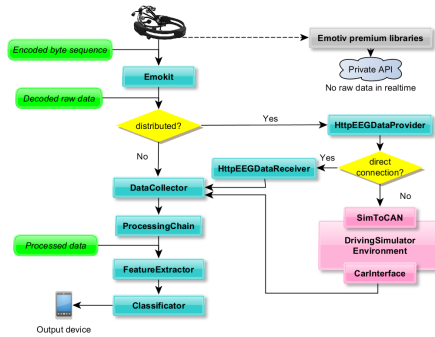 Encoded byte sequence
Emotiv premium libraries
Private API
No raw data in realtime
Emokit
Decoded raw data
distributed?
Yes
HttpEEGDataProvider
No
direct
connection?
Yes
HttpEEGDataReceiver
DataCollector
No
SimToCAN
ProcessingChain
DrivingSimulator
Environment
Processed data
FeatureExtractor
CarInterface
Classificator
Output device